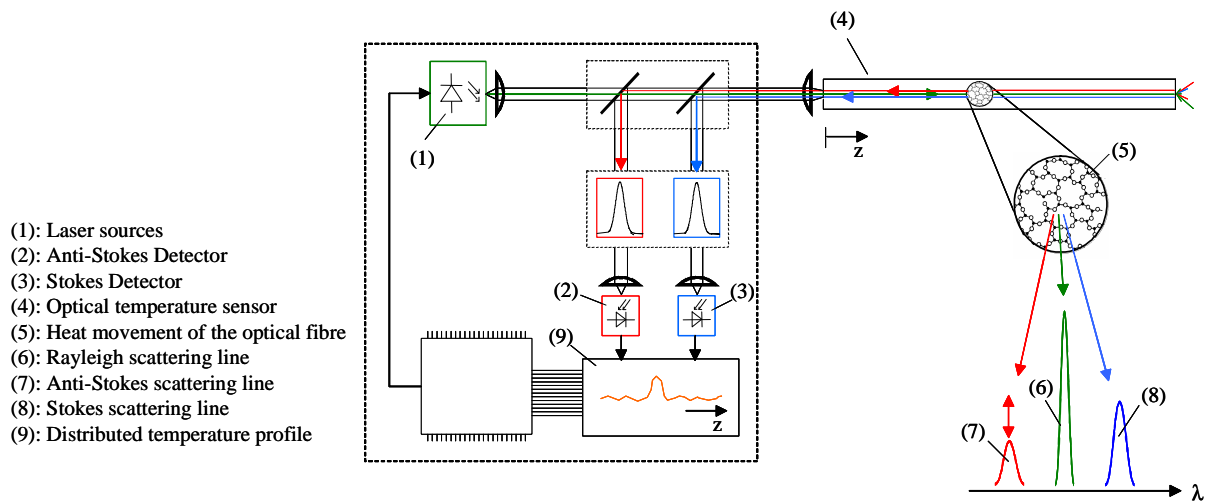 (4)
(1)
z
(5)
(1): Laser sources
(2): Anti-Stokes Detector
(3): Stokes Detector
(4): Optical temperature sensor
(5): Heat movement of the optical fibre
(6): Rayleigh scattering line
(7): Anti-Stokes scattering line
(8): Stokes scattering line
(9): Distributed temperature profile
(2)
(3)
(9)
z
(6)
(7)
(8)
λ